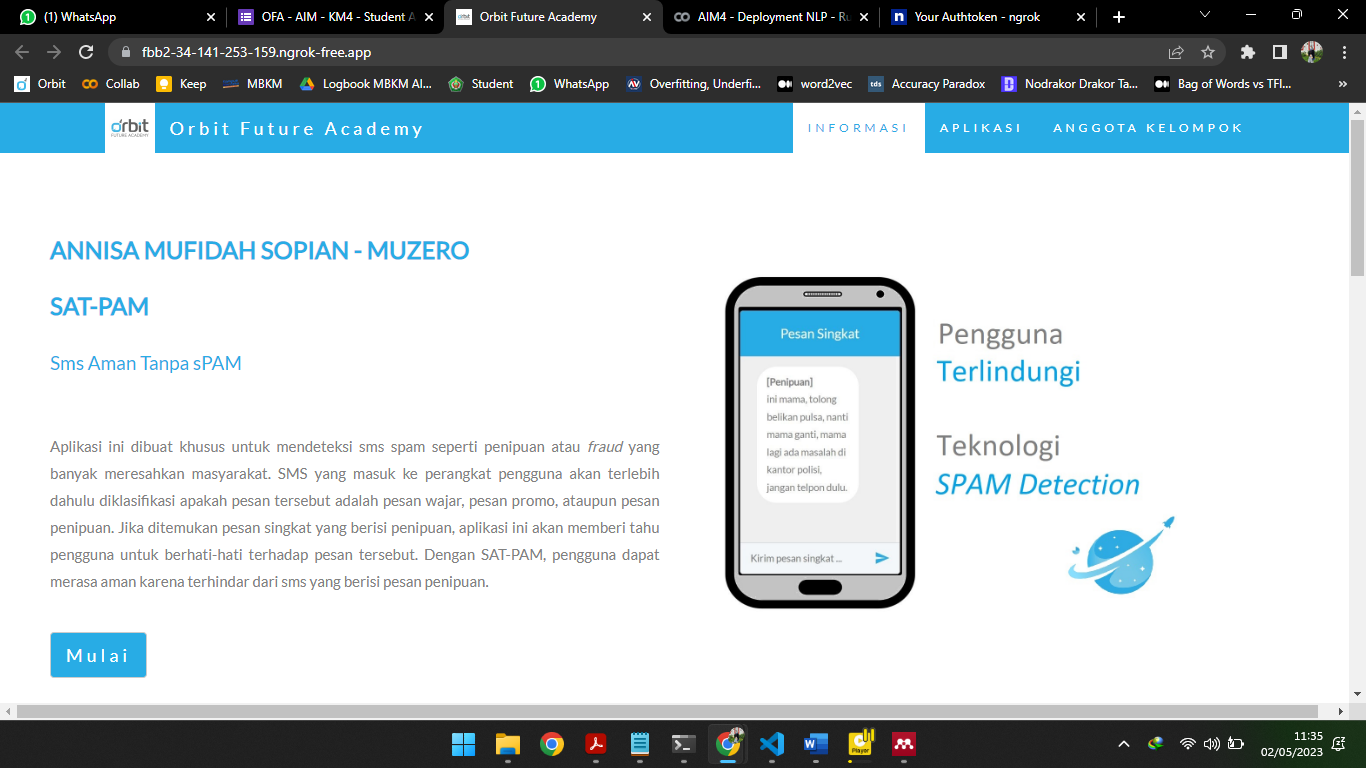 (1) WhatsApp
OFA - AIM - KM4 - Student A
Orbit Future Academy
AIM4 - Deployment NLP - Ru
Your Authtoken - ngrok
fbb2-34-141-253-159.ngrok-free.app
Orbit
Collab
Keep
MBKM
Logbook MBKM AI...
Student
WhatsApp
Overfitting, Underfi...
word2vec
Accuracy Paradox
Nodrakor Drakor Ta...
Bag of Words vs TFI...
orbit
FUTURE ACADEMY
Orbit Future Academy
INFORMASI
APLIKASI
ANGGOTA KELOMPOK
ANNISA MUFIDAH SOPIAN - MUZERO
SAT-PAM
Sms Aman Tanpa sPAM
Aplikasi ini dibuat khusus untuk mendeteksi sms spam seperti penipuan atau fraud yang
banyak meresahkan masyarakat. SMS yang masuk ke perangkat pengguna akan terlebih
dahulu diklasifikasi apakah pesan tersebut adalah pesan wajar, pesan promo, ataupun pesan
penipuan. Jika ditemukan pesan singkat yang berisi penipuan, aplikasi ini akan memberi tahu
pengguna untuk berhati-hati terhadap pesan tersebut. Dengan SAT-PAM, pengguna dapat
merasa aman karena terhindar dari sms yang berisi pesan penipuan.
Mulai
Pesan Singkat
[Penipuan]
ini mama, tolong
belikan pulsa, nanti
mama ganti, mama
lagi ada masalah di
kantor polisi,
jangan telpon dulu.
Kirim pesan singkat ...
Pengguna
Terlindungi
Teknologi
SPAM Detection
11:35
02/05/2023